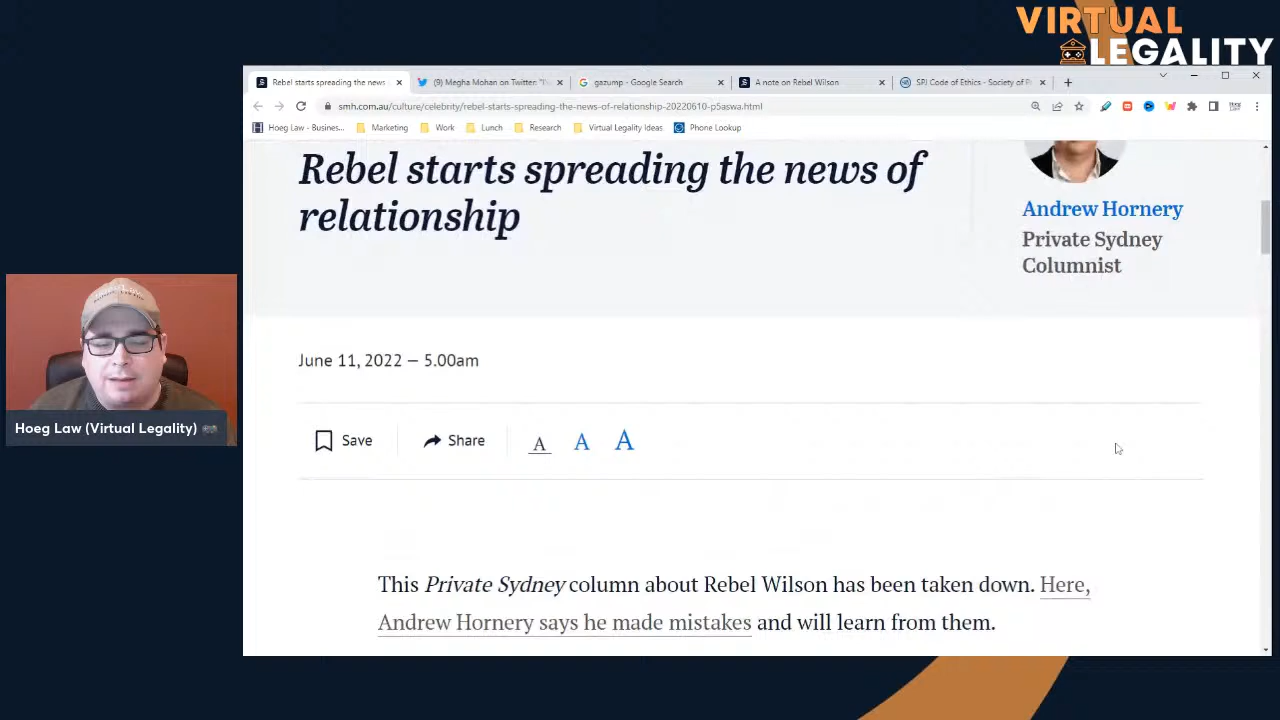 VIRTUAL
LEGALITY
Rebel starts spreading the news
(9) Megha Mohan on Twitter: "I
gazump - Google Search
A note on Rebel Wilson
SPJ Code of Ethics - Society of P
smh.com.au/culture/celebrity/rebel-starts-spreading-the-news-of-relationship-20220610-p5aswa.html
Hoeg Law - Busines...
Marketing
Work
Lunch
Research
Virtual Legality Ideas
Phone Lookup
Rebel starts spreading the news of
relationship
Andrew Hornery
Private Sydney
Columnist
June 11, 2022 — 5.00am
Save
Share
A
A
A
This Private Sydney column about Rebel Wilson has been taken down. Here,
Andrew Hornery says he made mistakes and will learn from them.
Hoeg Law (Virtual Legality)